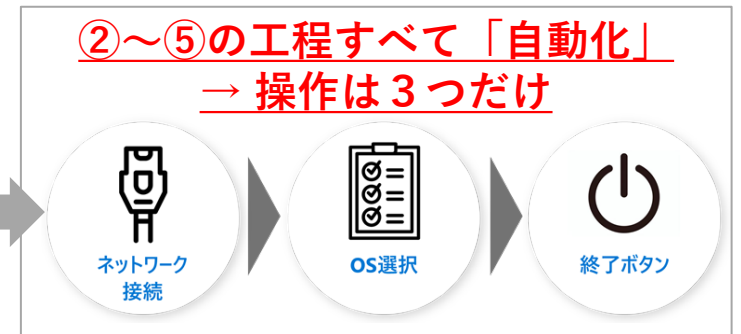 ②～⑤の工程すべて「自動化」
→ 操作は３つだけ
ネットワーク
接続
OS選択
終了ボタン